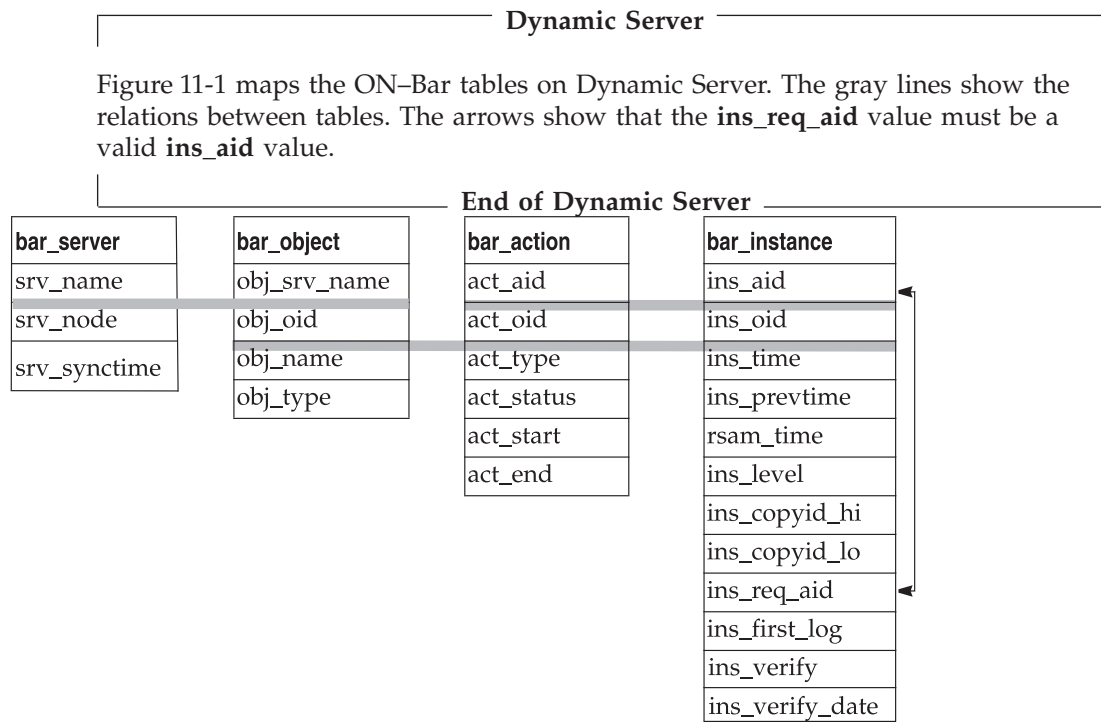 Dynamic Server
Figure 11-1 maps the ON–Bar tables on Dynamic Server. The gray lines show the
relations between tables. The arrows show that the ins_req_aid value must be a
valid ins_aid value.
End of Dynamic Server
bar_server
srv_name
srv_node
srv_synctime
bar_object
obj_srv_name
obj_oid
obj_name
obj_type
bar_action
act_aid
act_oid
act_type
act_status
act_start
act_end
bar_instance
ins_aid
ins_oid
ins_time
ins_prevtime
rsam_time
ins_level
ins_copyid_hi
ins_copyid_lo
ins_req_aid
ins_first_log
ins_verify
ins_verify_date